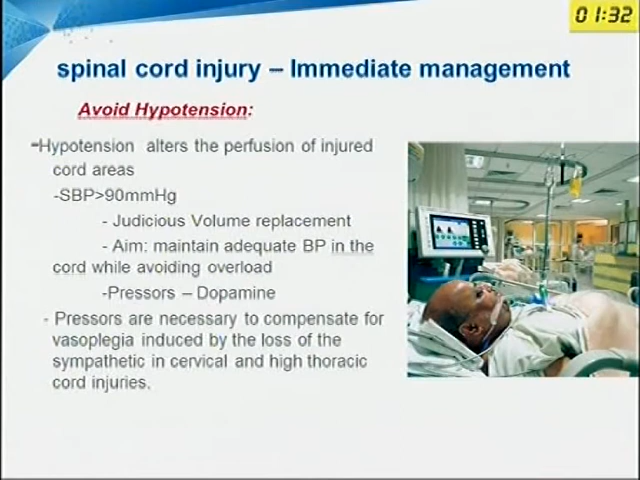 01:32
spinal cord injury – Immediate management
Avoid Hypotension:
-Hypotension alters the perfusion of injured
cord areas
-SBP>90mmHg
- Judicious Volume replacement
- Aim: maintain adequate BP in the
cord while avoiding overload
-Pressors – Dopamine
- Pressors are necessary to compensate for
vasoplegia induced by the loss of the
sympathetic in cervical and high thoracic
cord injuries.